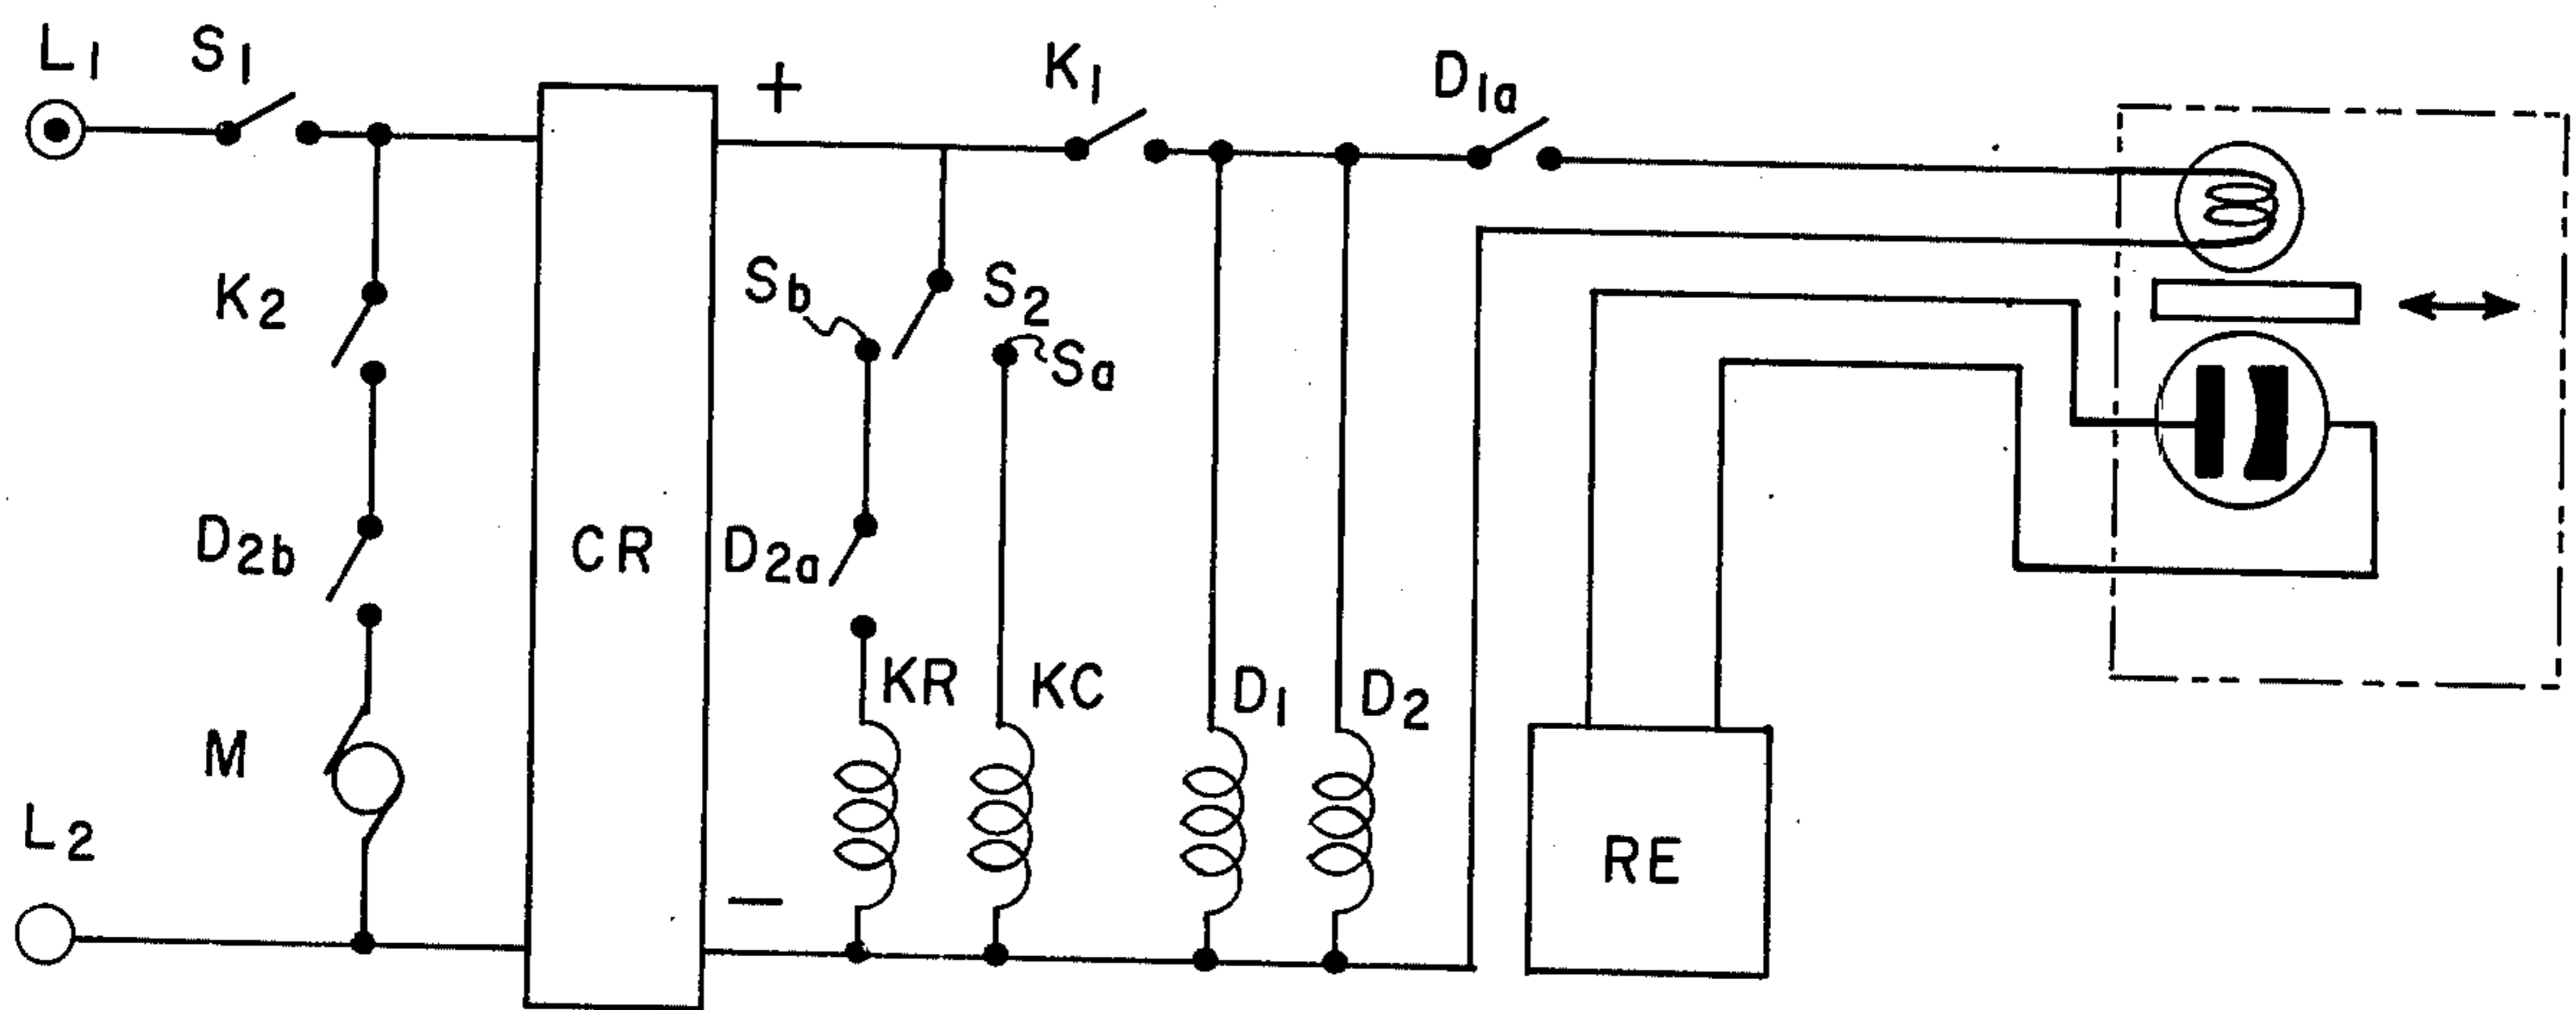 L1
S1
+
K1
D1a
K2
Sb
S2
Sa
D2b
CR
D2a
KR
KC
D1
D2
M
L2
−
RE